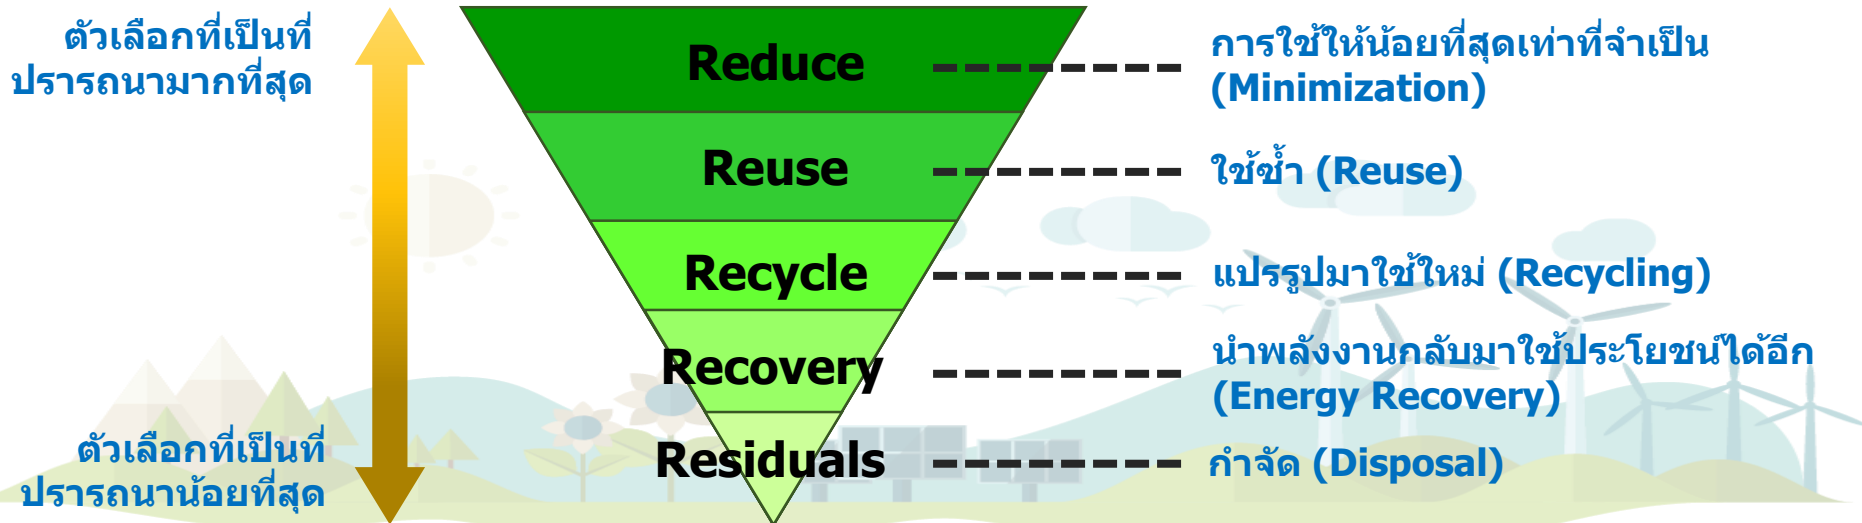 ตัวเลือกที่เป็นที่
ปรารถนามากที่สุด
Reduce
การใช้ให้น้อยที่สุดเท่าที่จำเป็น
(Minimization)
Reuse
ใช้ซ้ำ (Reuse)
Recycle
แปรรูปมาใช้ใหม่ (Recycling)
Recovery
นำพลังงานกลับมาใช้ประโยชน์ได้อีก
(Energy Recovery)
ตัวเลือกที่เป็นที่
ปรารถนาน้อยที่สุด
Residuals
กำจัด (Disposal)